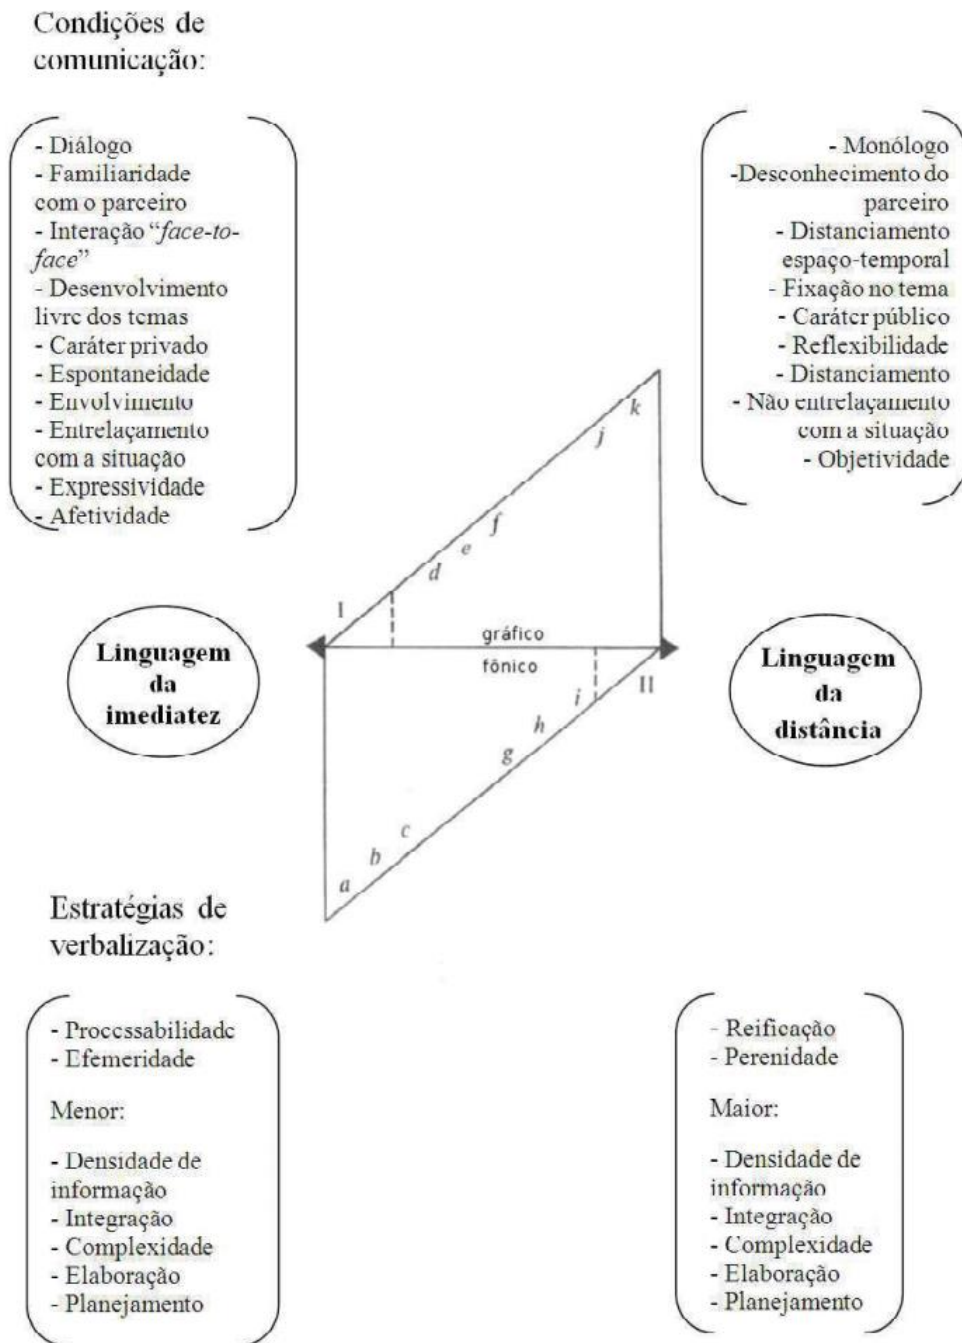 Condições de
comunicação:
- Diálogo
- Familiaridade
com o parceiro
- Interação “face-to-
face”
- Desenvolvimento
livre dos temas
- Caráter privado
- Espontaneidade
- Envolvimento
- Entrelaçamento
com a situação
- Expressividade
- Afetividade
- Monólogo
-Desconhecimento do
parceiro
- Distanciamento
espaço-temporal
- Fixação no tema
- Caráter público
- Reflexibilidade
- Distanciamento
- Não entrelaçamento
com a situação
- Objetividade
k
j
f
e
d
I
gráfico
fônico
II
i
h
g
c
b
a
Linguagem
da
imediatez
Linguagem
da
distância
Estratégias de
verbalização:
- Processabilidade
- Efemeridade
Menor:
- Densidade de
informação
- Integração
- Complexidade
- Elaboração
- Planejamento
- Reificação
- Perenidade
Maior:
- Densidade de
informação
- Integração
- Complexidade
- Elaboração
- Planejamento